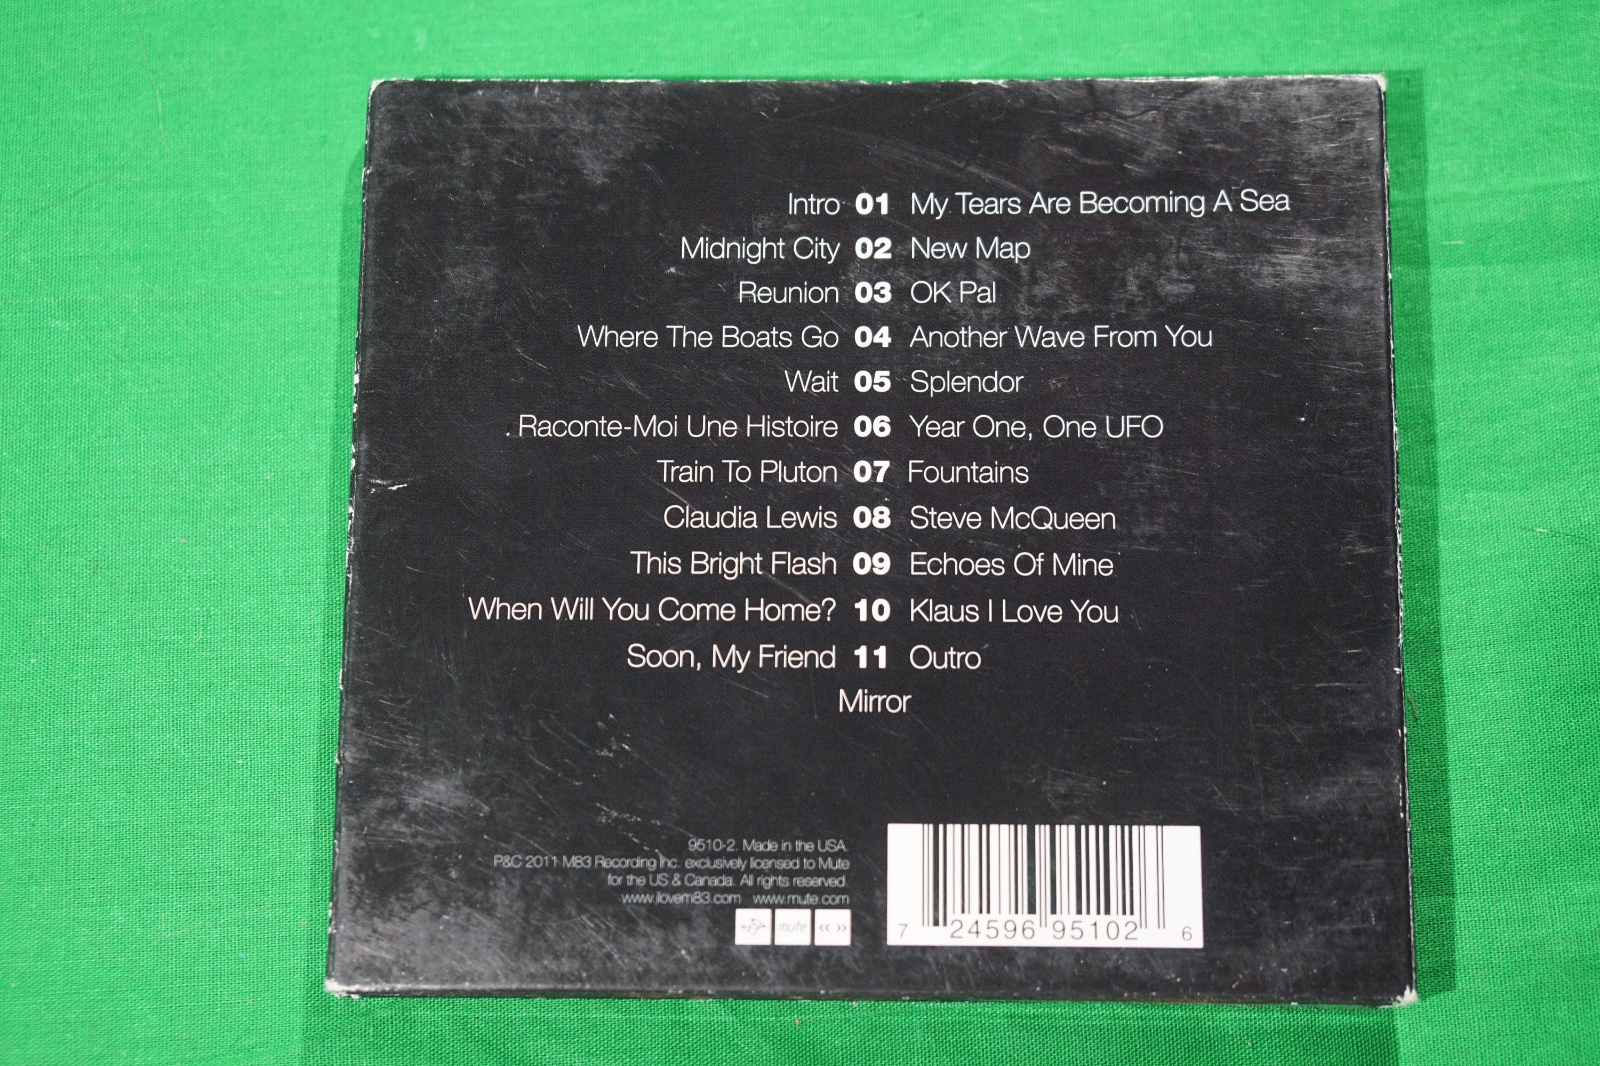 Intro 01 My Tears Are Becoming A Sea
Midnight City 02 New Map
Reunion 03 OK Pal
Where The Boats Go 04 Another Wave From You
Wait 05 Splendor
Raconte-Moi Une Histoire 06 Year One, One UFO
Train To Pluton 07 Fountains
Claudia Lewis 08 Steve McQueen
This Bright Flash 09 Echoes Of Mine
When Will You Come Home? 10 Klaus I Love You
Soon, My Friend 11 Outro
Mirror
9510-2. Made in the USA.
P&C 2011 M83 Recording Inc. exclusively licensed to Mute
for the US & Canada. All rights reserved.
www.ilovem83.com www.mute.com
mute
7 24596 95102 6